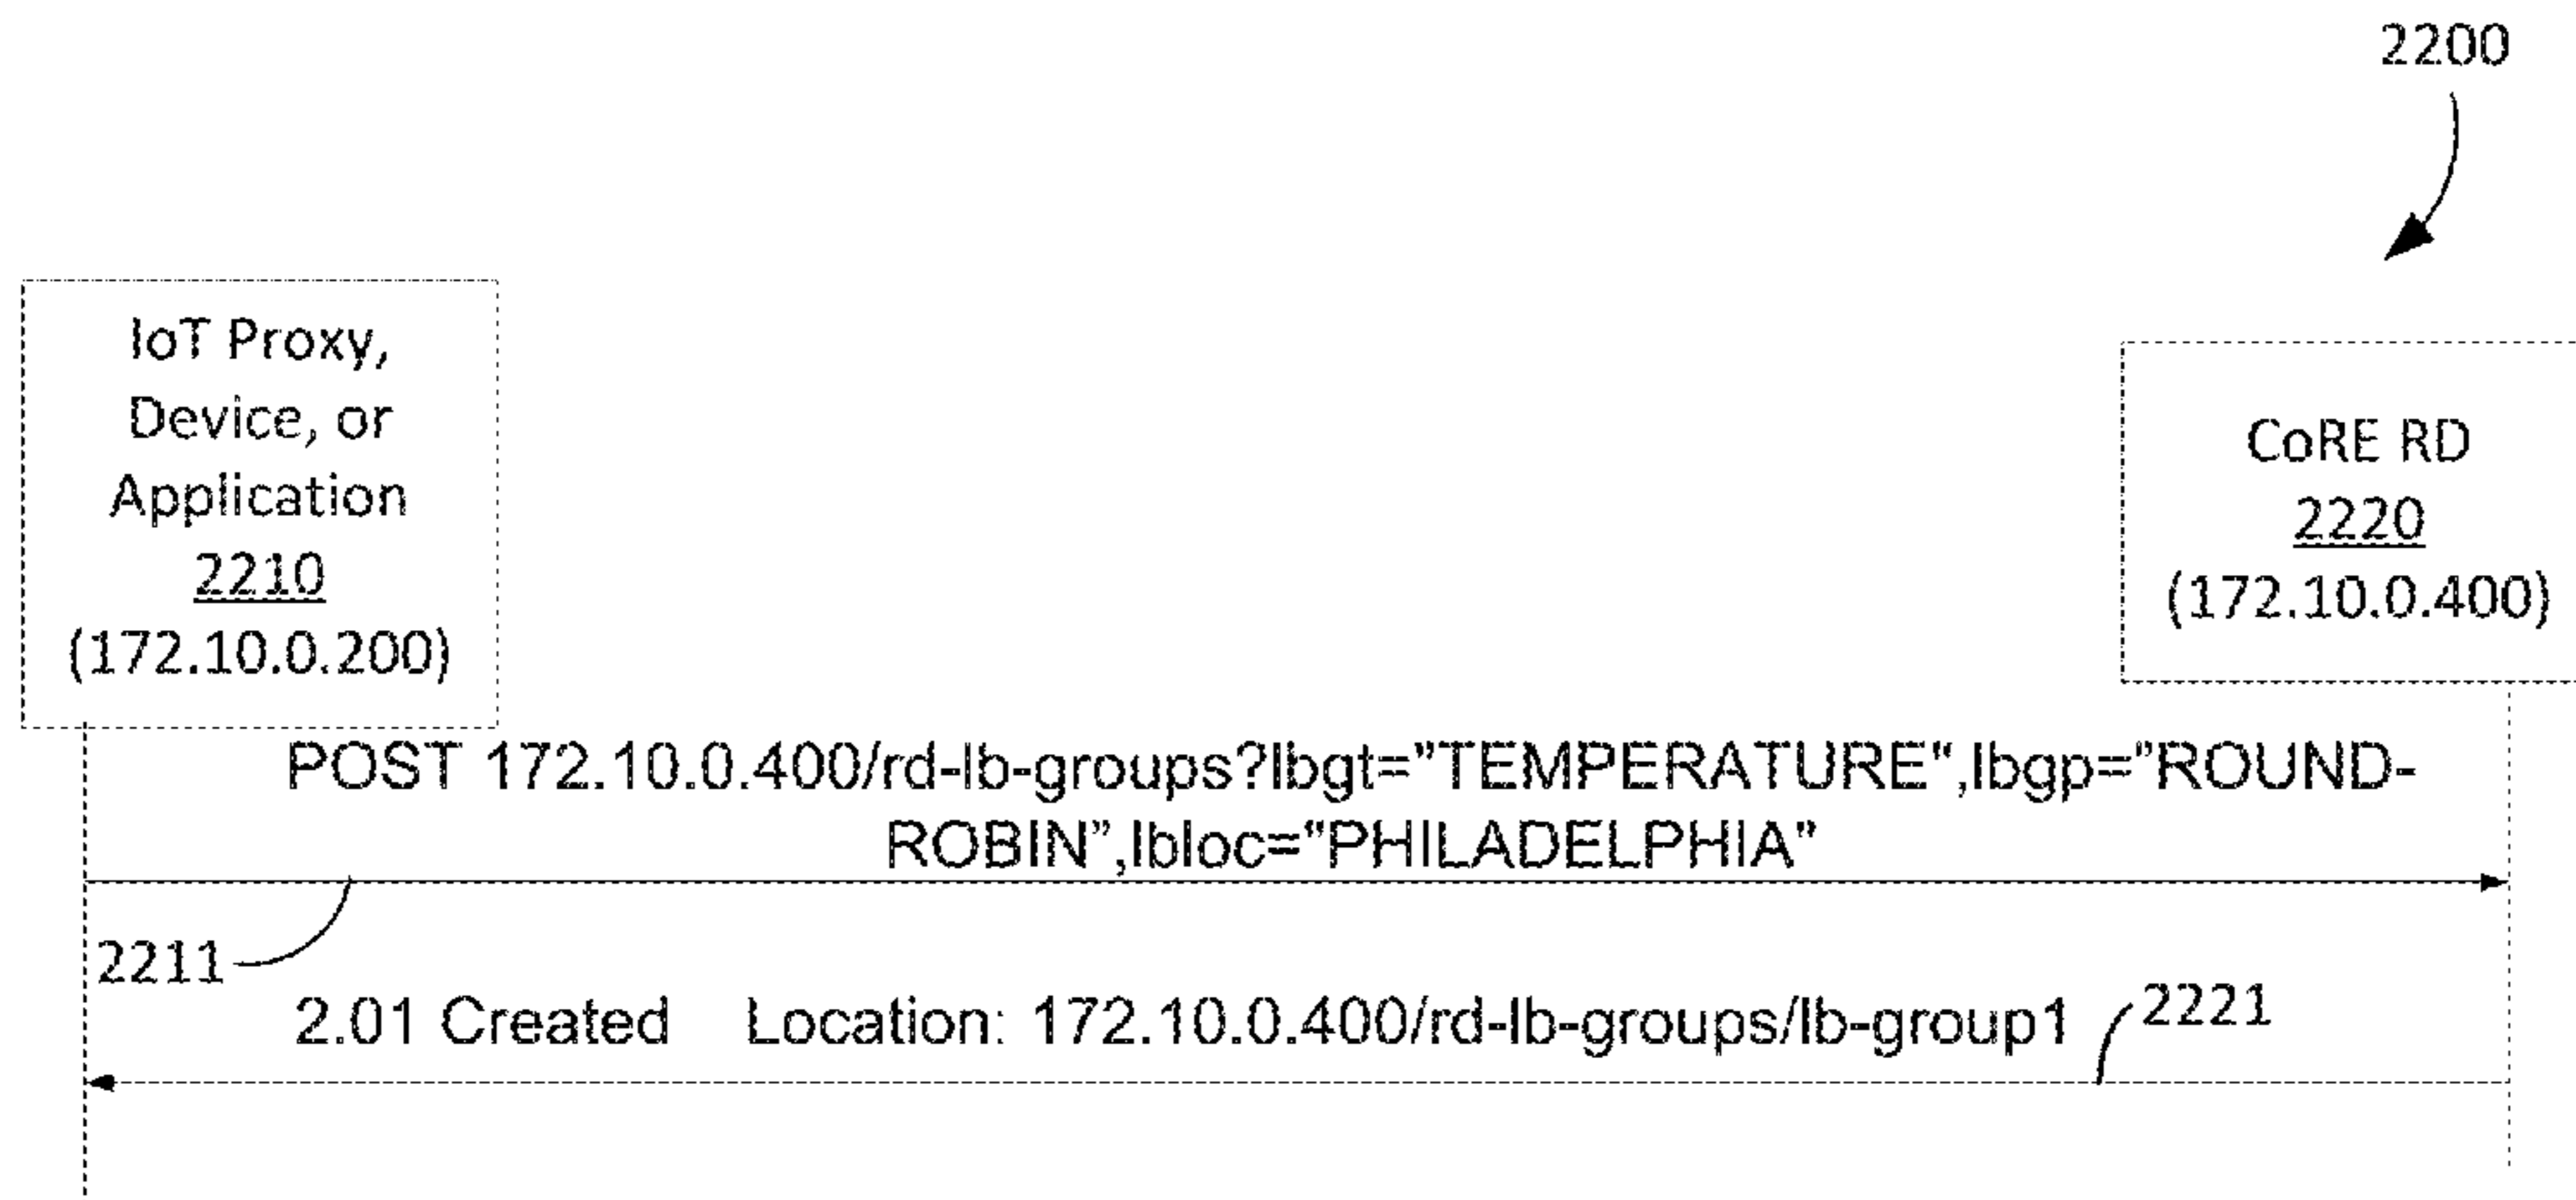 2200
IoT Proxy,
Device, or
Application
2210
(172.10.0.200)
CoRE RD
2220
(172.10.0.400)
POST 172.10.0.400/rd-lb-groups?lbgt="TEMPERATURE",lbgp="ROUND-
ROBIN",lbloc="PHILADELPHIA"
2211
2.01 Created Location: 172.10.0.400/rd-lb-groups/lb-group1
2221